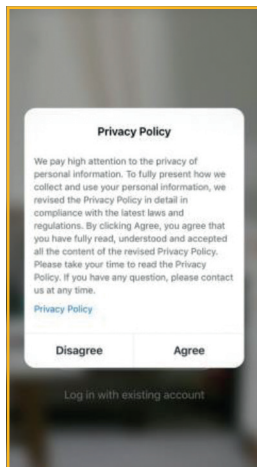 Privacy Policy
We pay high attention to the privacy of
personal information. To fully present how we
collect and use your personal information, we
revised the Privacy Policy in detail in
compliance with the latest laws and
regulations. By clicking Agree, you agree that
you have fully read, understood and accepted
all the content of the revised Privacy Policy.
Please take your time to read the Privacy
Policy. If you have any question, please contact
us at any time.
Privacy Policy
Disagree Agree
Log in with existing account